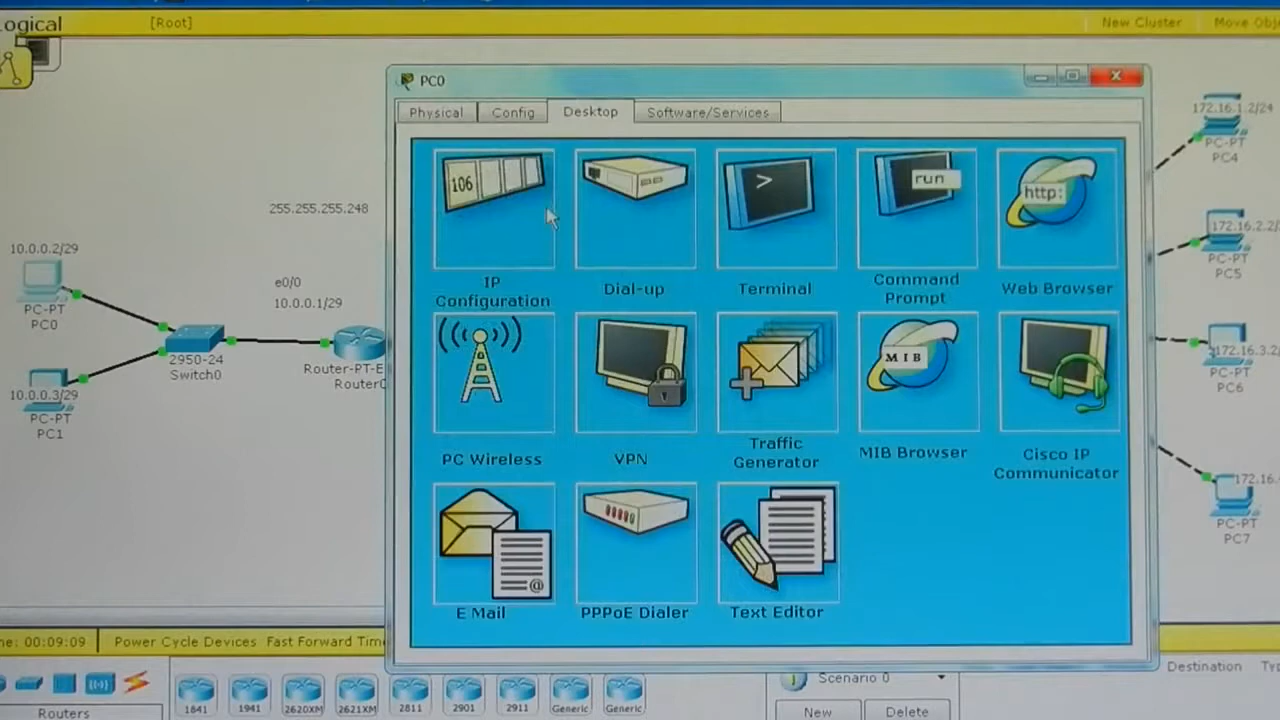 ogical
[Root]
New Cluster
Move Obj
PC0
Physical
Config
Desktop
Software/Services
106
>
run
http:
IP
Configuration
Dial-up
Terminal
Command
Prompt
Web Browser
MIB
PC Wireless
VPN
Traffic
Generator
MIB Browser
Cisco IP
Communicator
@
E Mail
PPPoE Dialer
Text Editor
255.255.255.248
10.0.0.2/29
e0/0
10.0.0.1/29
PC-PT
PC0
2950-24
Switch0
Router-PT-E
Router0
10.0.0.3/29
PC-PT
PC1
172.16.1.2/24
PC-PT
PC4
172.16.2.2/
PC-PT
PC5
172.16.3.2/
PC-PT
PC6
172.16.
PC-PT
PC7
ne: 00:09:09
Power Cycle Devices
Fast Forward Time
Routers
1841
1941
2620XM
2621XM
2811
2901
2911
Generic
Generic
Scenario 0
New
Delete
Destination
Ty